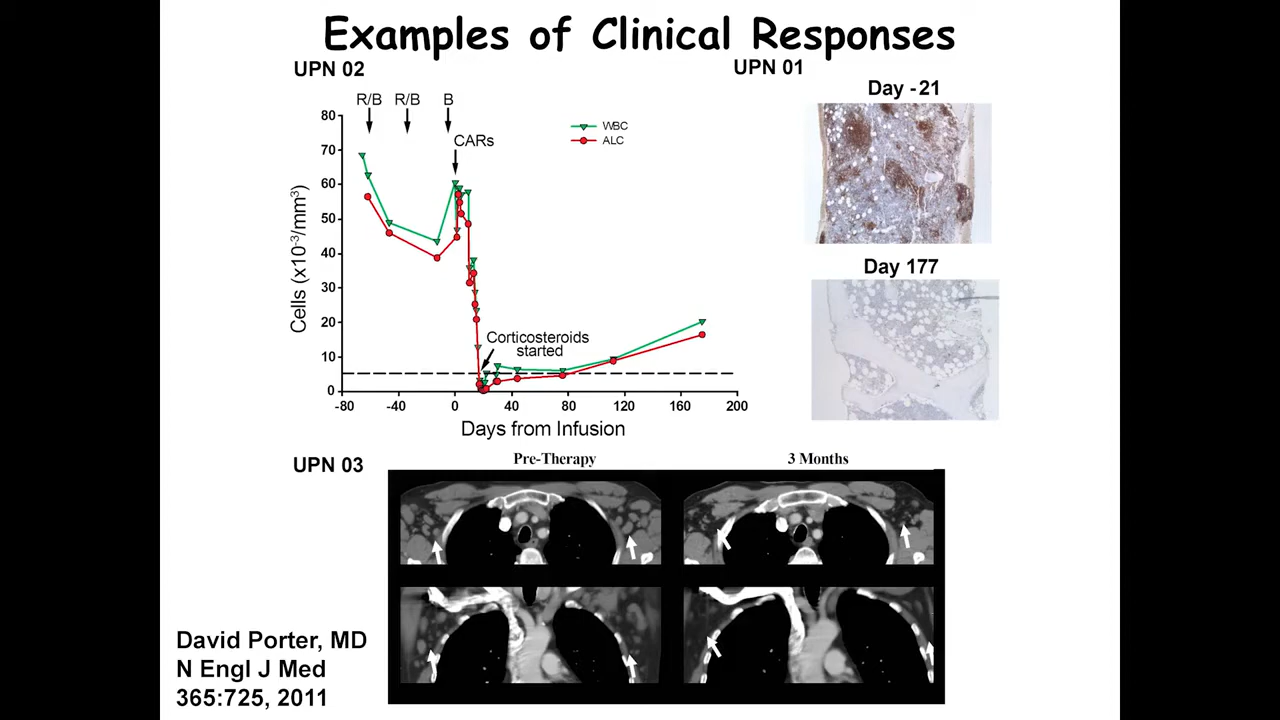 Examples of Clinical Responses
UPN 02
UPN 01
R/B
R/B
B
CARs
WBC
ALC
Corticosteroids
started
Cells (x10-3/mm3)
80
70
60
50
40
30
20
10
0
-80
-40
0
40
80
120
160
200
Days from Infusion
Day -21
Day 177
UPN 03
Pre-Therapy
3 Months
David Porter, MD
N Engl J Med
365:725, 2011